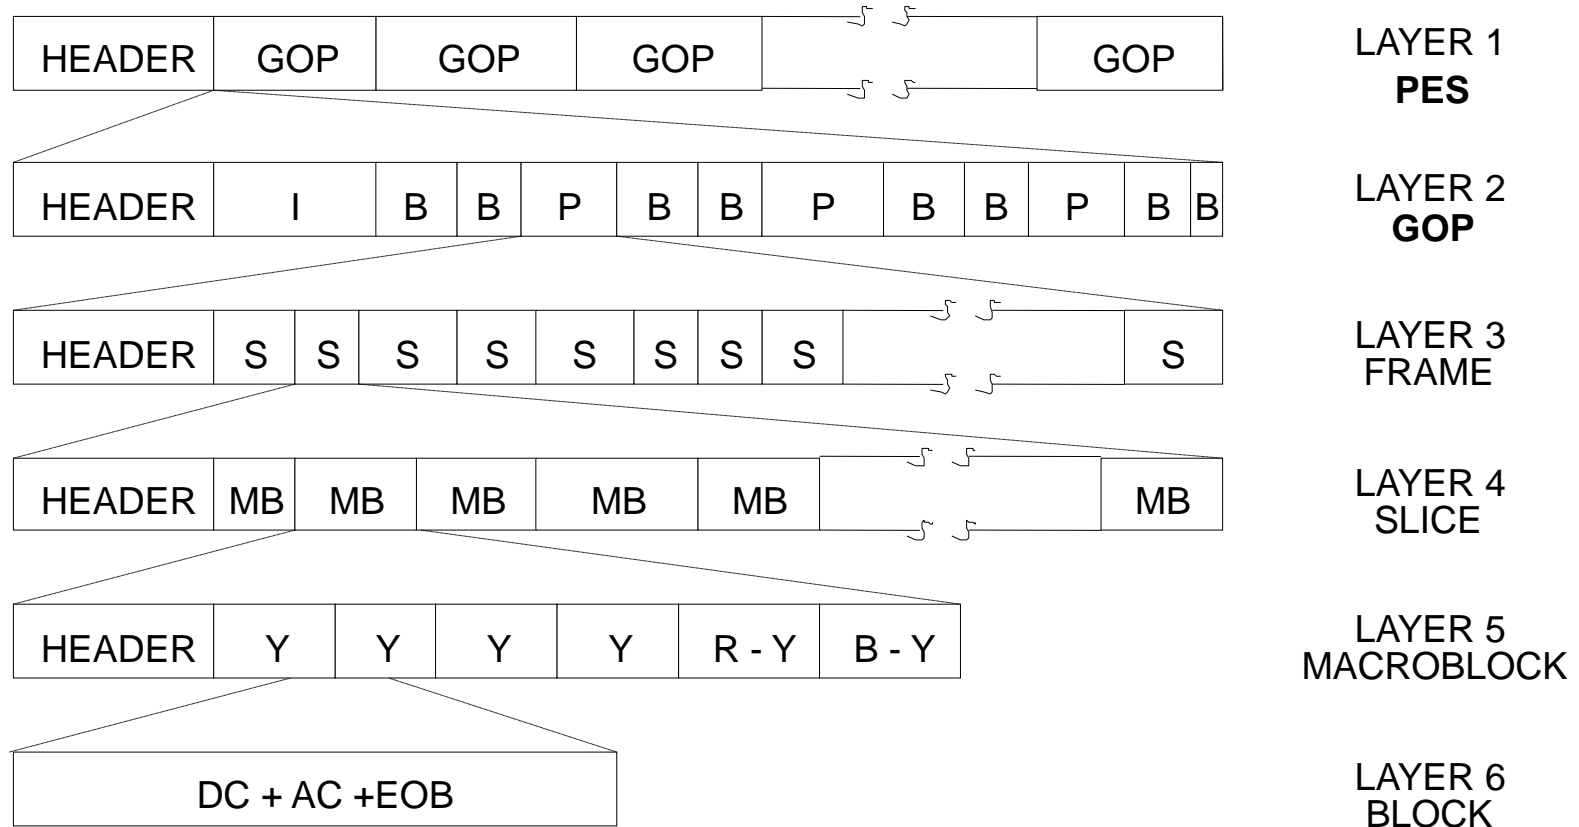 HEADER GOP GOP GOP GOP LAYER 1
PES
HEADER I B B P B B P B B P B B LAYER 2
GOP
HEADER S S S S S S S S S LAYER 3
FRAME
HEADER MB MB MB MB MB MB LAYER 4
SLICE
HEADER Y Y Y Y R - Y B - Y LAYER 5
MACROBLOCK
DC + AC +EOB LAYER 6
BLOCK